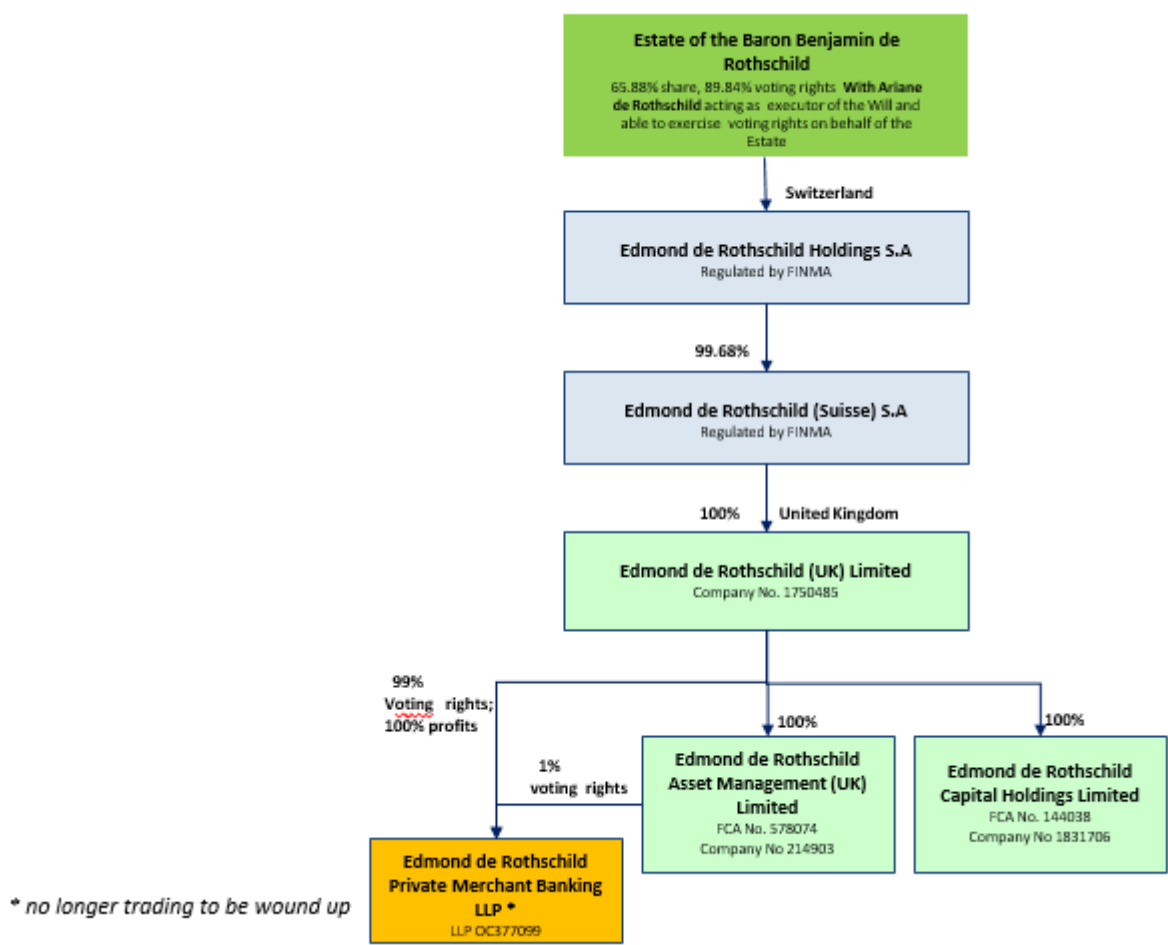 Estate of the Baron Benjamin de
Rothschild
65.88% share, 89.84% voting rights With Ariane
de Rothschild acting as executor of the Will and
able to exercise voting rights on behalf of the
Estate
Switzerland
Edmond de Rothschild Holdings S.A
Regulated by FINMA
99.68%
Edmond de Rothschild (Suisse) S.A
Regulated by FINMA
100% United Kingdom
Edmond de Rothschild (UK) Limited
Company No. 1750485
99%
Voting rights;
100% profits
100%
100%
1%
voting rights
Edmond de Rothschild
Asset Management (UK)
Limited
FCA No. 578074
Company No 214903
Edmond de Rothschild
Capital Holdings Limited
FCA No. 144038
Company No 1831706
Edmond de Rothschild
Private Merchant Banking
LLP *
LLP OC377099
* no longer trading to be wound up